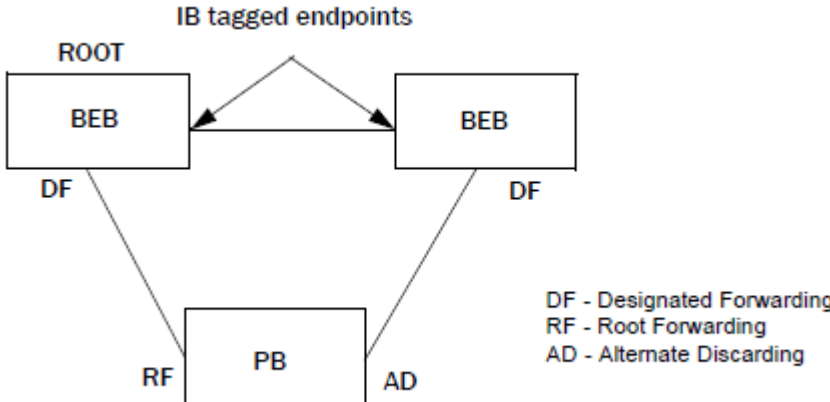 IB tagged endpoints
ROOT
BEB
BEB
DF
DF
DF - Designated Forwarding
RF - Root Forwarding
AD - Alternate Discarding
RF
PB
AD